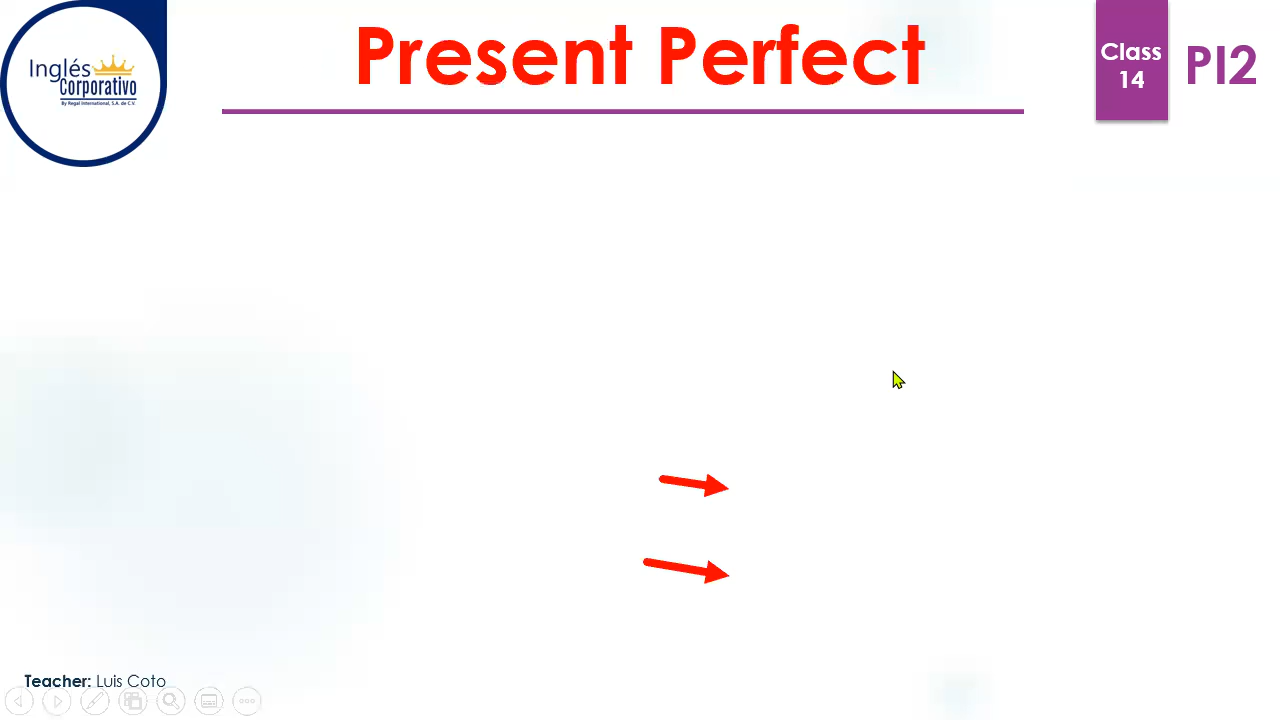 Present Perfect
Class
14
PI2
Inglés
Corporativo
By Regal International, S.A. de C.V.
Teacher: Luis Coto